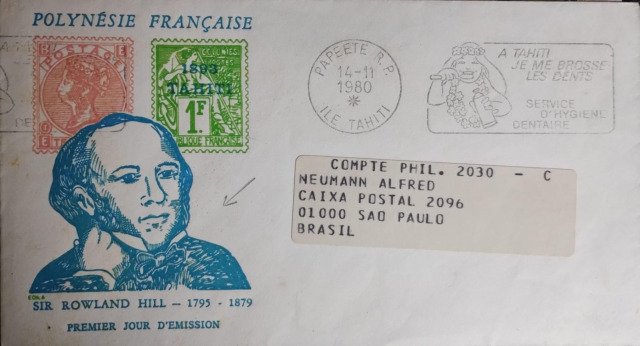 POLYNÉSIE FRANÇAISE
POSTAGE
1893
TAHITI
1F
PAPEETE R.P.
14-11
1980
*
ILE TAHITI
A TAHITI
JE ME BROSSE
LES DENTS
SERVICE
D'HYGIENE
DENTAIRE
COMPTE PHIL. 2030 - C
NEUMANN ALFRED
CAIXA POSTAL 2096
01000 SAO PAULO
BRASIL
SIR ROWLAND HILL — 1795 - 1879
PREMIER JOUR D'EMISSION